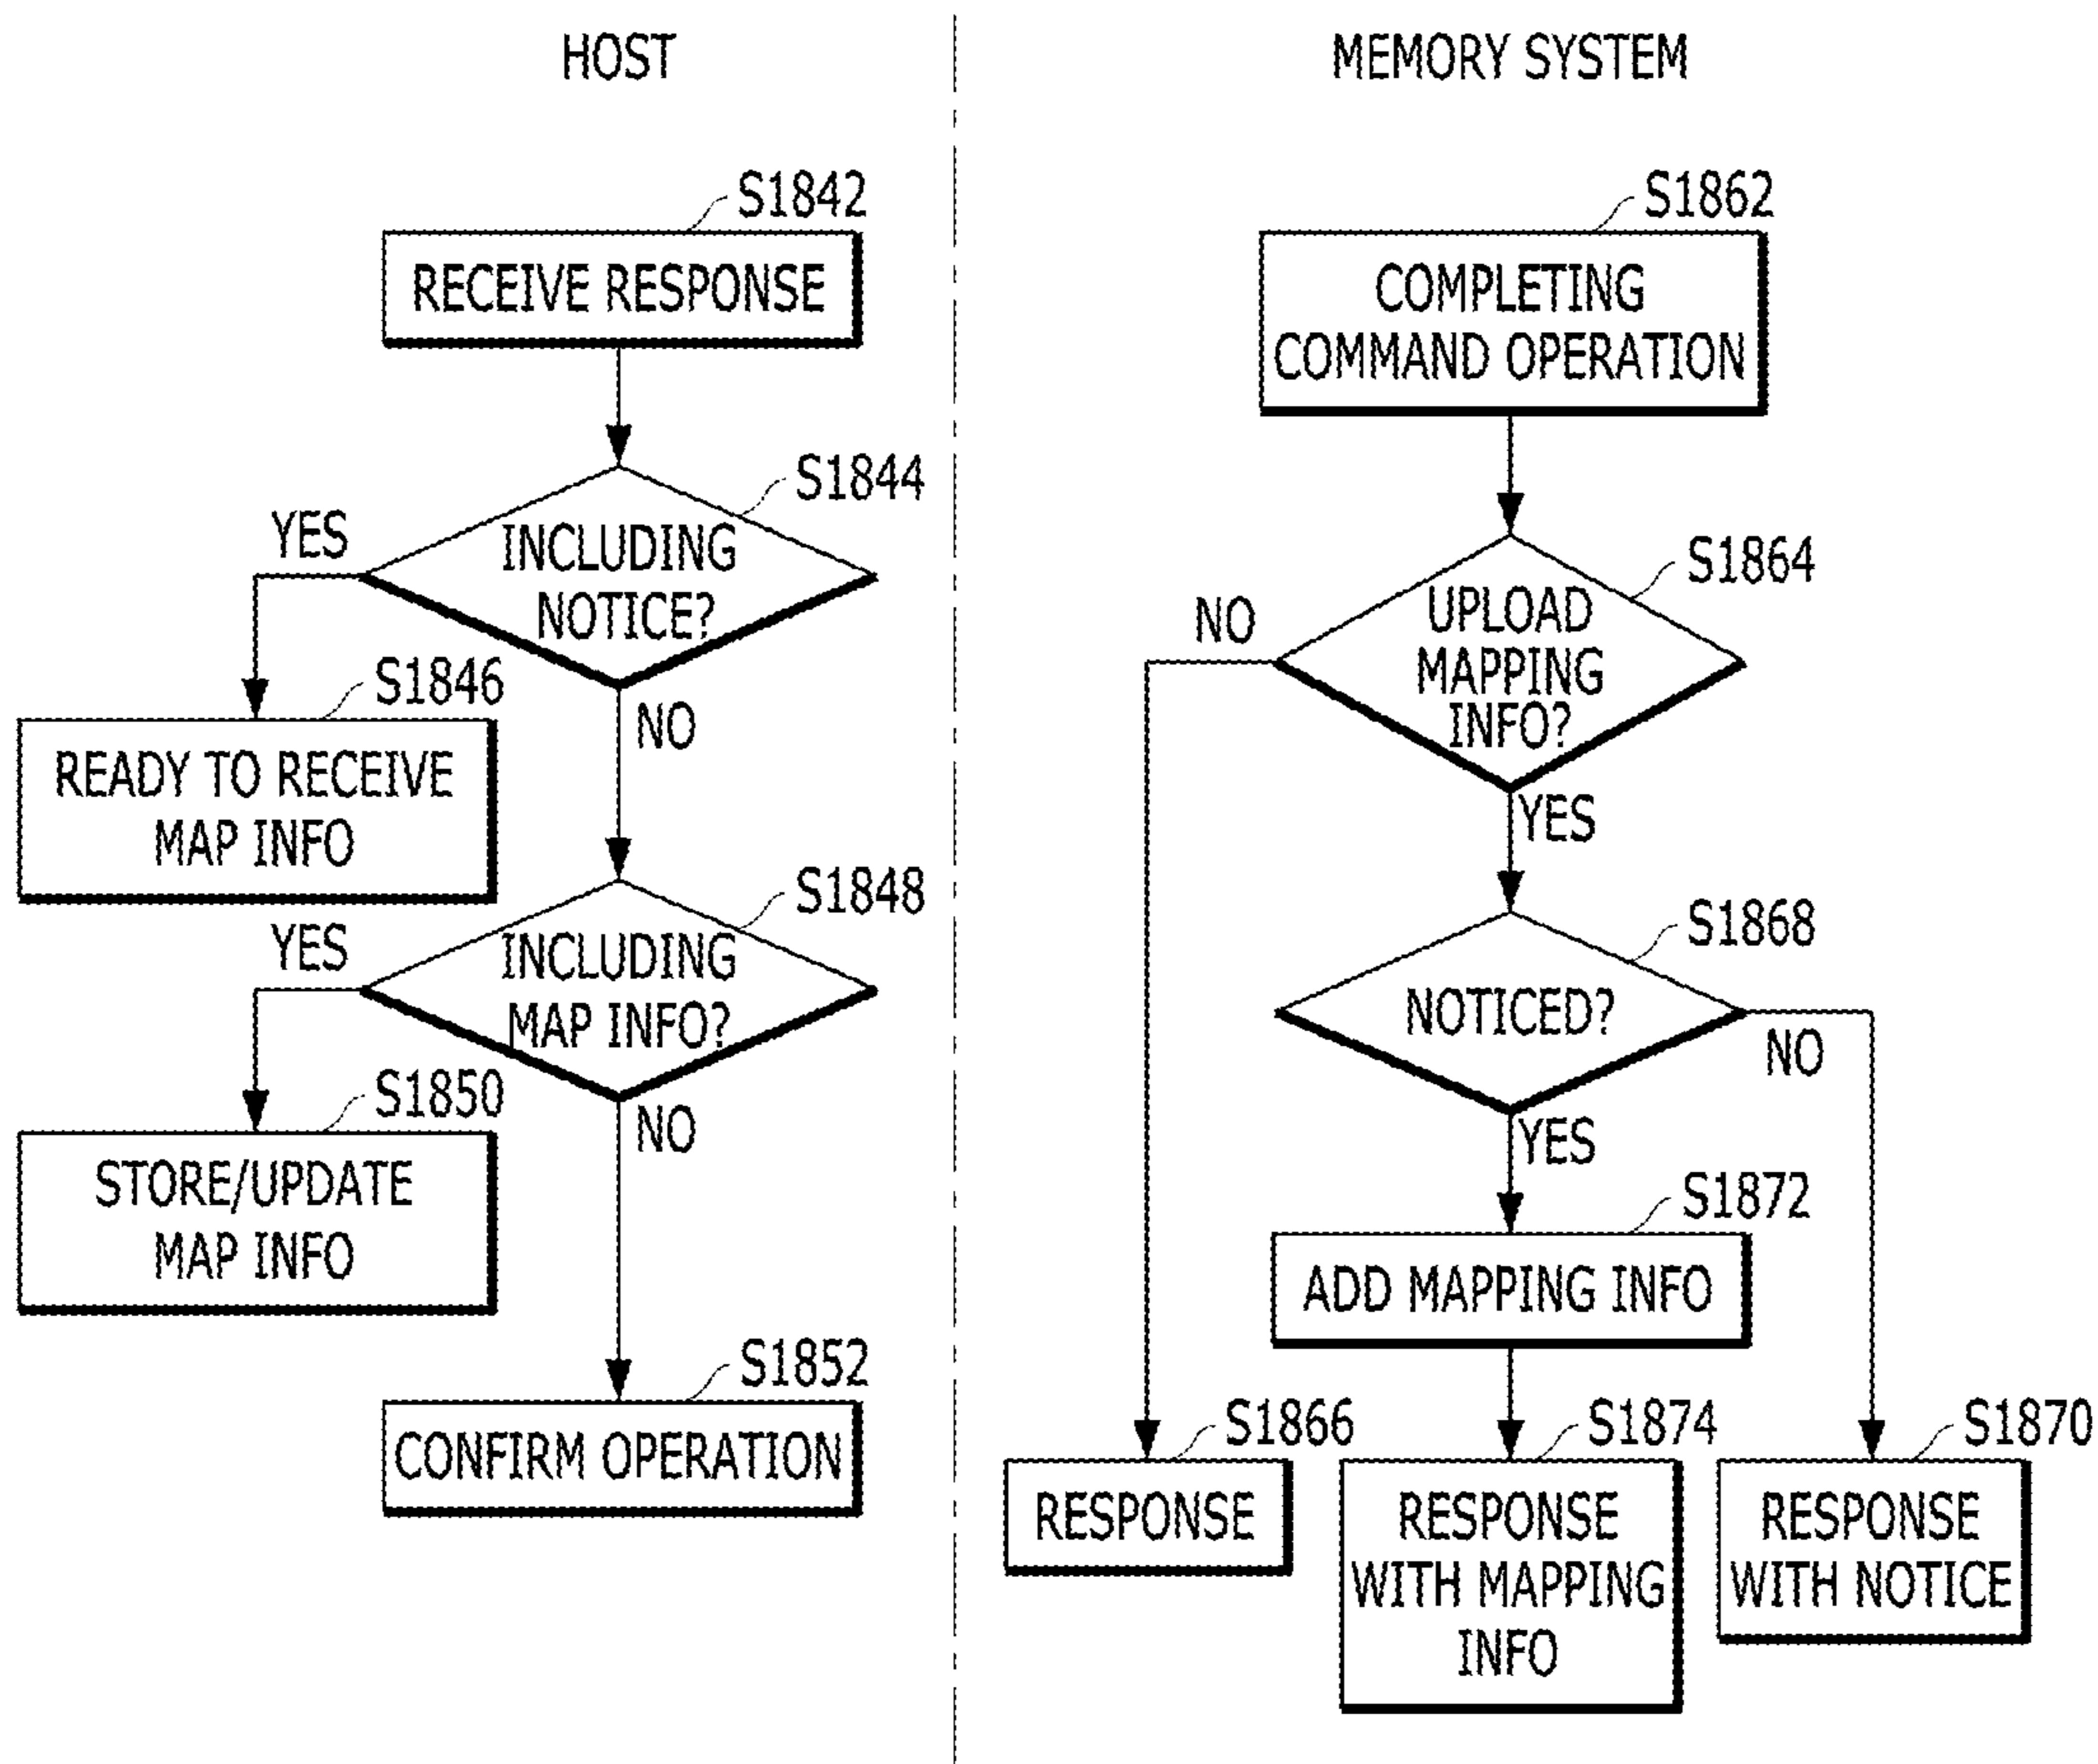 HOST
S1842
RECEIVE RESPONSE
S1844
INCLUDING
NOTICE?
YES
NO
S1846
READY TO RECEIVE
MAP INFO
S1848
INCLUDING
MAP INFO?
YES
NO
S1850
STORE/UPDATE
MAP INFO
S1852
CONFIRM OPERATION
MEMORY SYSTEM
S1862
COMPLETING
COMMAND OPERATION
S1864
UPLOAD
MAPPING
INFO?
NO
YES
S1868
NOTICED?
NO
YES
S1872
ADD MAPPING INFO
S1866
RESPONSE
S1874
RESPONSE
WITH MAPPING
INFO
S1870
RESPONSE
WITH NOTICE